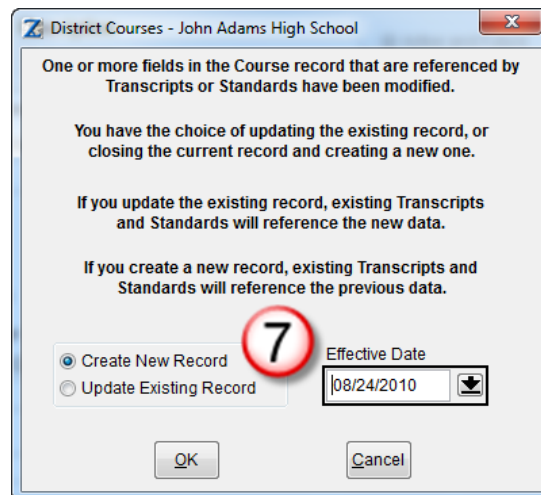 District Courses - John Adams High School
One or more fields in the Course record that are referenced by
Transcripts or Standards have been modified.
You have the choice of updating the existing record, or
closing the current record and creating a new one.
If you update the existing record, existing Transcripts
and Standards will reference the new data.
If you create a new record, existing Transcripts and
Standards will reference the previous data.
7
Create New Record
Effective Date
Update Existing Record
08/24/2010
OK
Cancel